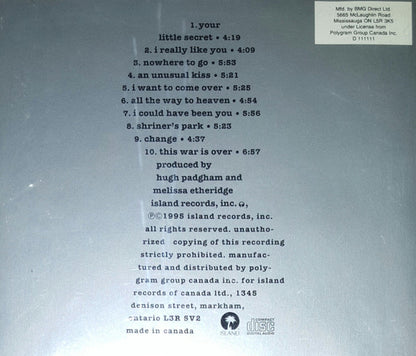 Mfd. by BMG Direct Ltd.
5665 McLaughlin Road
Mississauga ON L5R 3K5
under License from
Polygram Group Canada Inc.
D 111111
1. your
little secret • 4:19
2. i really like you • 4:09
3. nowhere to go • 5:53
4. an unusual kiss • 5:21
5. i want to come over • 5:25
6. all the way to heaven • 4:54
7. i could have been you • 5:56
8. shriner's park • 5:23
9. change • 4:37
10. this war is over • 6:57
produced by
hugh padgham and
melissa etheridge
island records, inc.
℗©1995 island records, inc.
all rights reserved. unautho-
rized copying of this recording
strictly prohibited. manufac-
tured and distributed by poly-
gram group canada inc. for island
records of canada ltd., 1345
denison street, markham,
ontario L3R 5V2
made in canada
ISLAND
COMPACT
disc
DIGITAL AUDIO